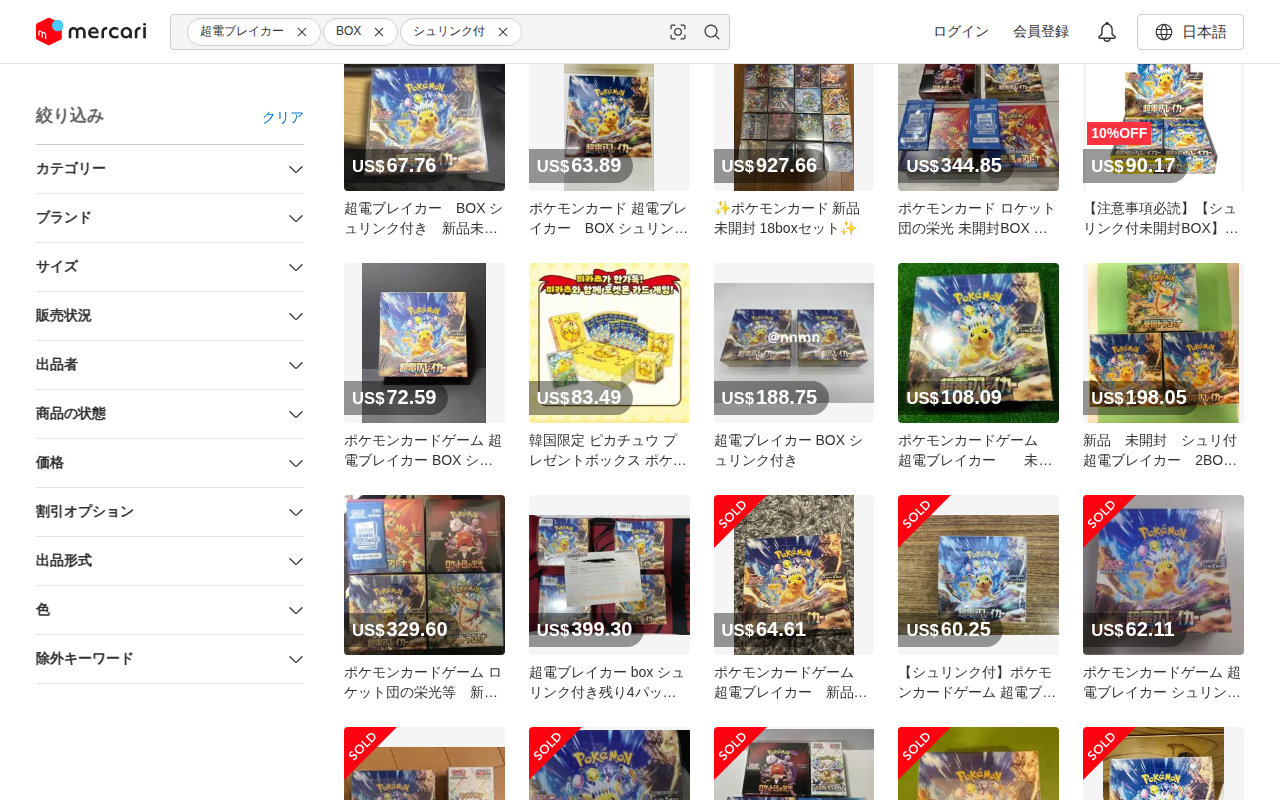 mercari
超電ブレイカー
BOX
シュリンク付
ログイン
会員登録
日本語
絞り込み
クリア
カテゴリー
ブランド
サイズ
販売状況
出品者
商品の状態
価格
割引オプション
出品形式
色
除外キーワード
US$67.76
US$63.89
US$927.66
US$344.85
10%OFF
US$90.17
超電ブレイカー　BOX シ
ュリンク付き　新品未…
ポケモンカード 超電ブレ
イカー　BOX シュリン…
✨ポケモンカード 新品
未開封 18boxセット✨
ポケモンカード ロケット
団の栄光 未開封BOX …
【注意事項必読】【シュ
リンク付未開封BOX】…
US$72.59
피카츄가 한가득!
피카츄와 함께 포켓몬 카드 게임!
US$83.49
@nnmn
US$188.75
US$108.09
US$198.05
ポケモンカードゲーム 超
電ブレイカー BOX シ…
韓国限定 ピカチュウ プ
レゼントボックス ポケ…
超電ブレイカー BOX シ
ュリンク付き
ポケモンカードゲーム
超電ブレイカー　　未…
新品　未開封　シュリ付
超電ブレイカー　2BO…
US$329.60
US$399.30
SOLD
US$64.61
SOLD
US$60.25
SOLD
US$62.11
ポケモンカードゲーム ロ
ケット団の栄光等　新…
超電ブレイカー box シュ
リンク付き残り4パッ…
ポケモンカードゲーム
超電ブレイカー　新品…
【シュリンク付】ポケモ
ンカードゲーム 超電ブ…
ポケモンカードゲーム 超
電ブレイカー シュリン…
SOLD
SOLD
SOLD
SOLD
SOLD